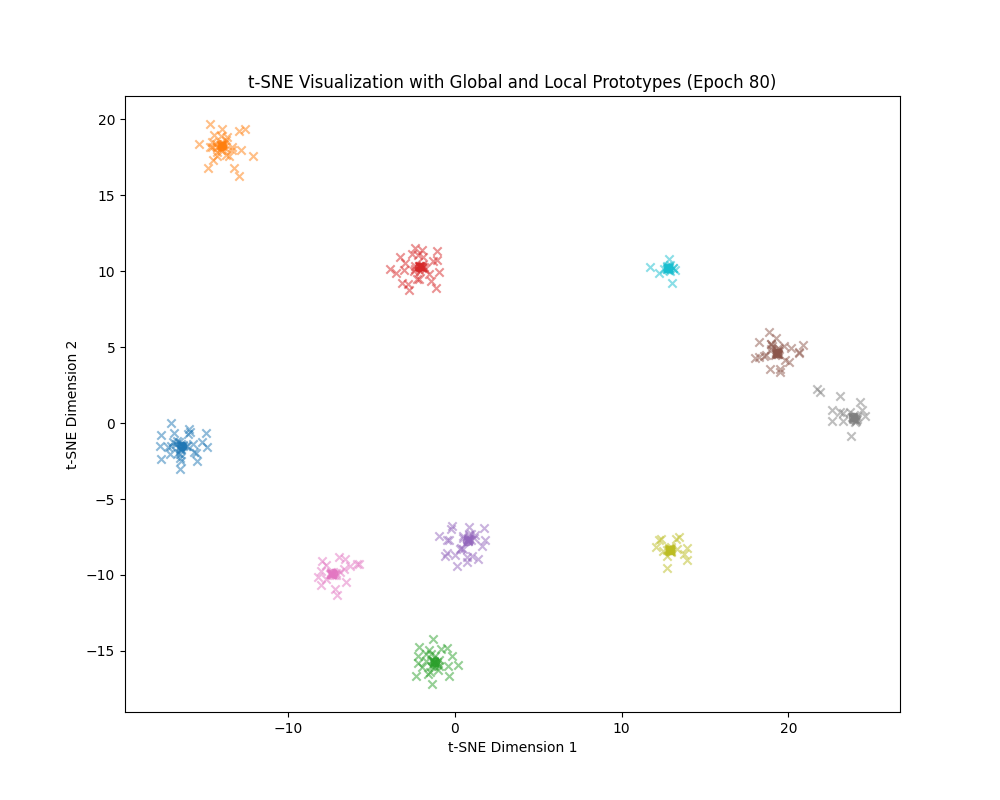 t-SNE Visualization with Global and Local Prototypes (Epoch 80)
20
15
10
5
0
−5
−10
−15
t-SNE Dimension 2
−10 0 10 20
t-SNE Dimension 1